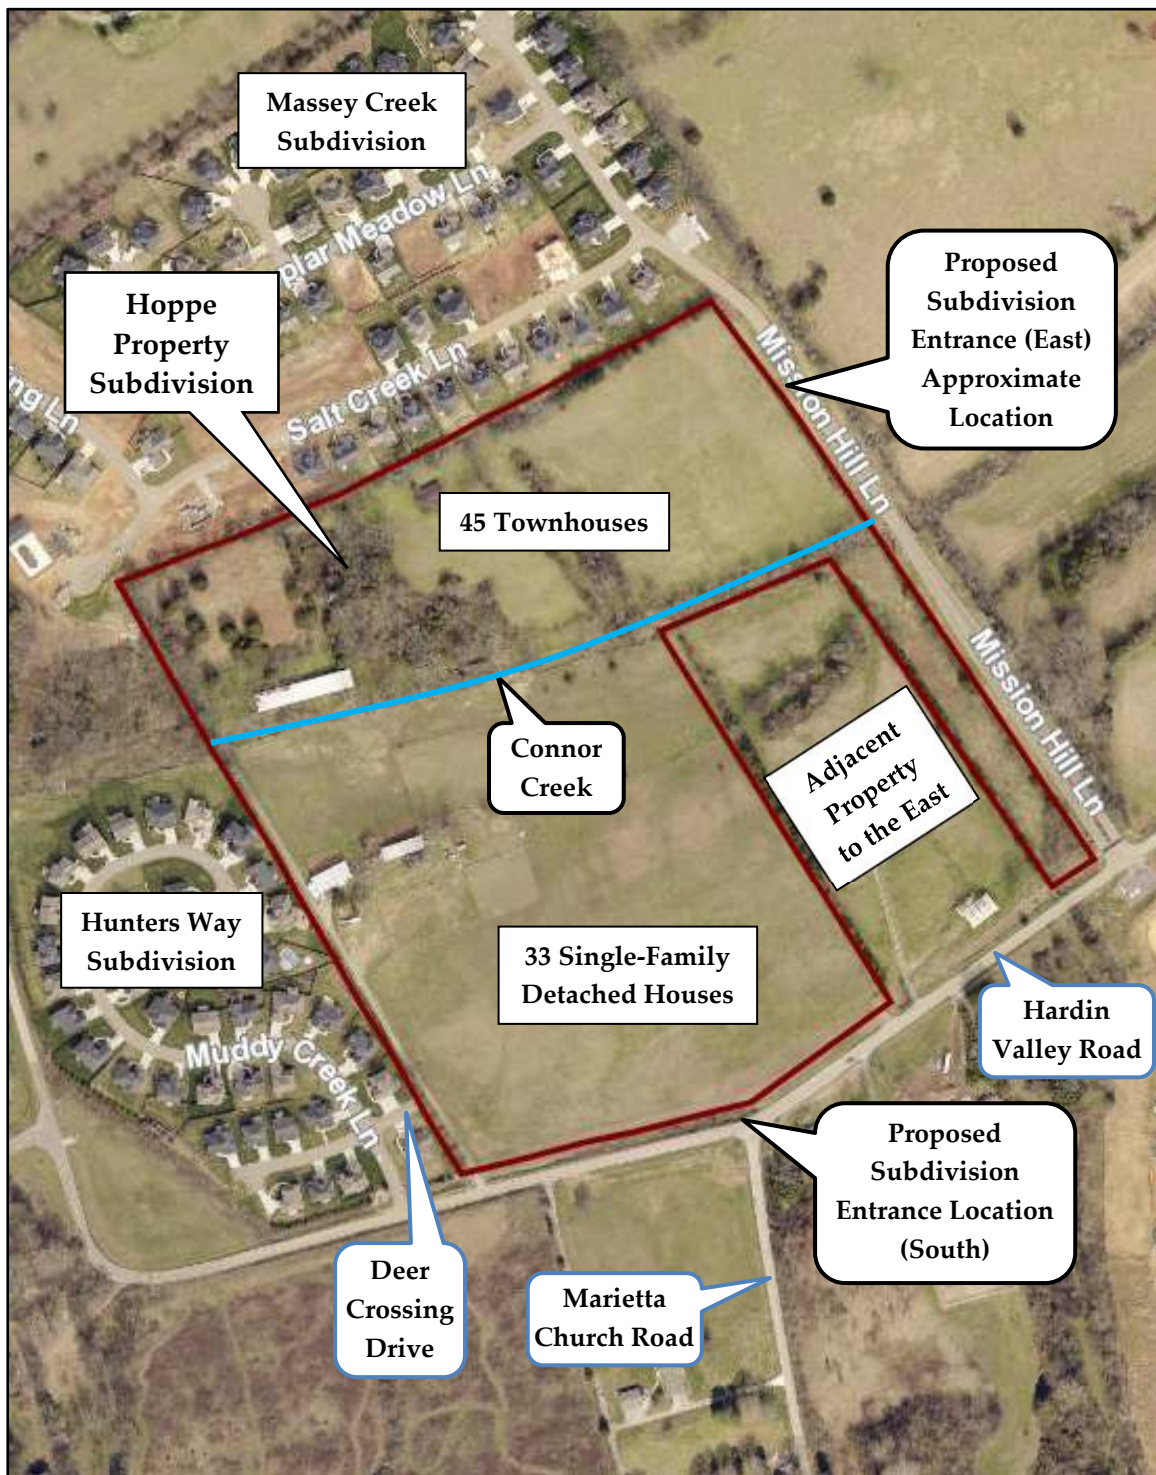 Massey Creek
Subdivision
plar Meadow Ln
Proposed
Subdivision
Entrance (East)
Approximate
Location
Hoppe
Property
Subdivision
Mission Hill Ln
ing Ln
Salt Creek Ln
45 Townhouses
Mission Hill Ln
Connor
Creek
Adjacent
Property
to the East
Hunters Way
Subdivision
33 Single-Family
Detached Houses
Hardin
Valley Road
Muddy Creek Ln
Proposed
Subdivision
Entrance Location
(South)
Deer
Crossing
Drive
Marietta
Church Road